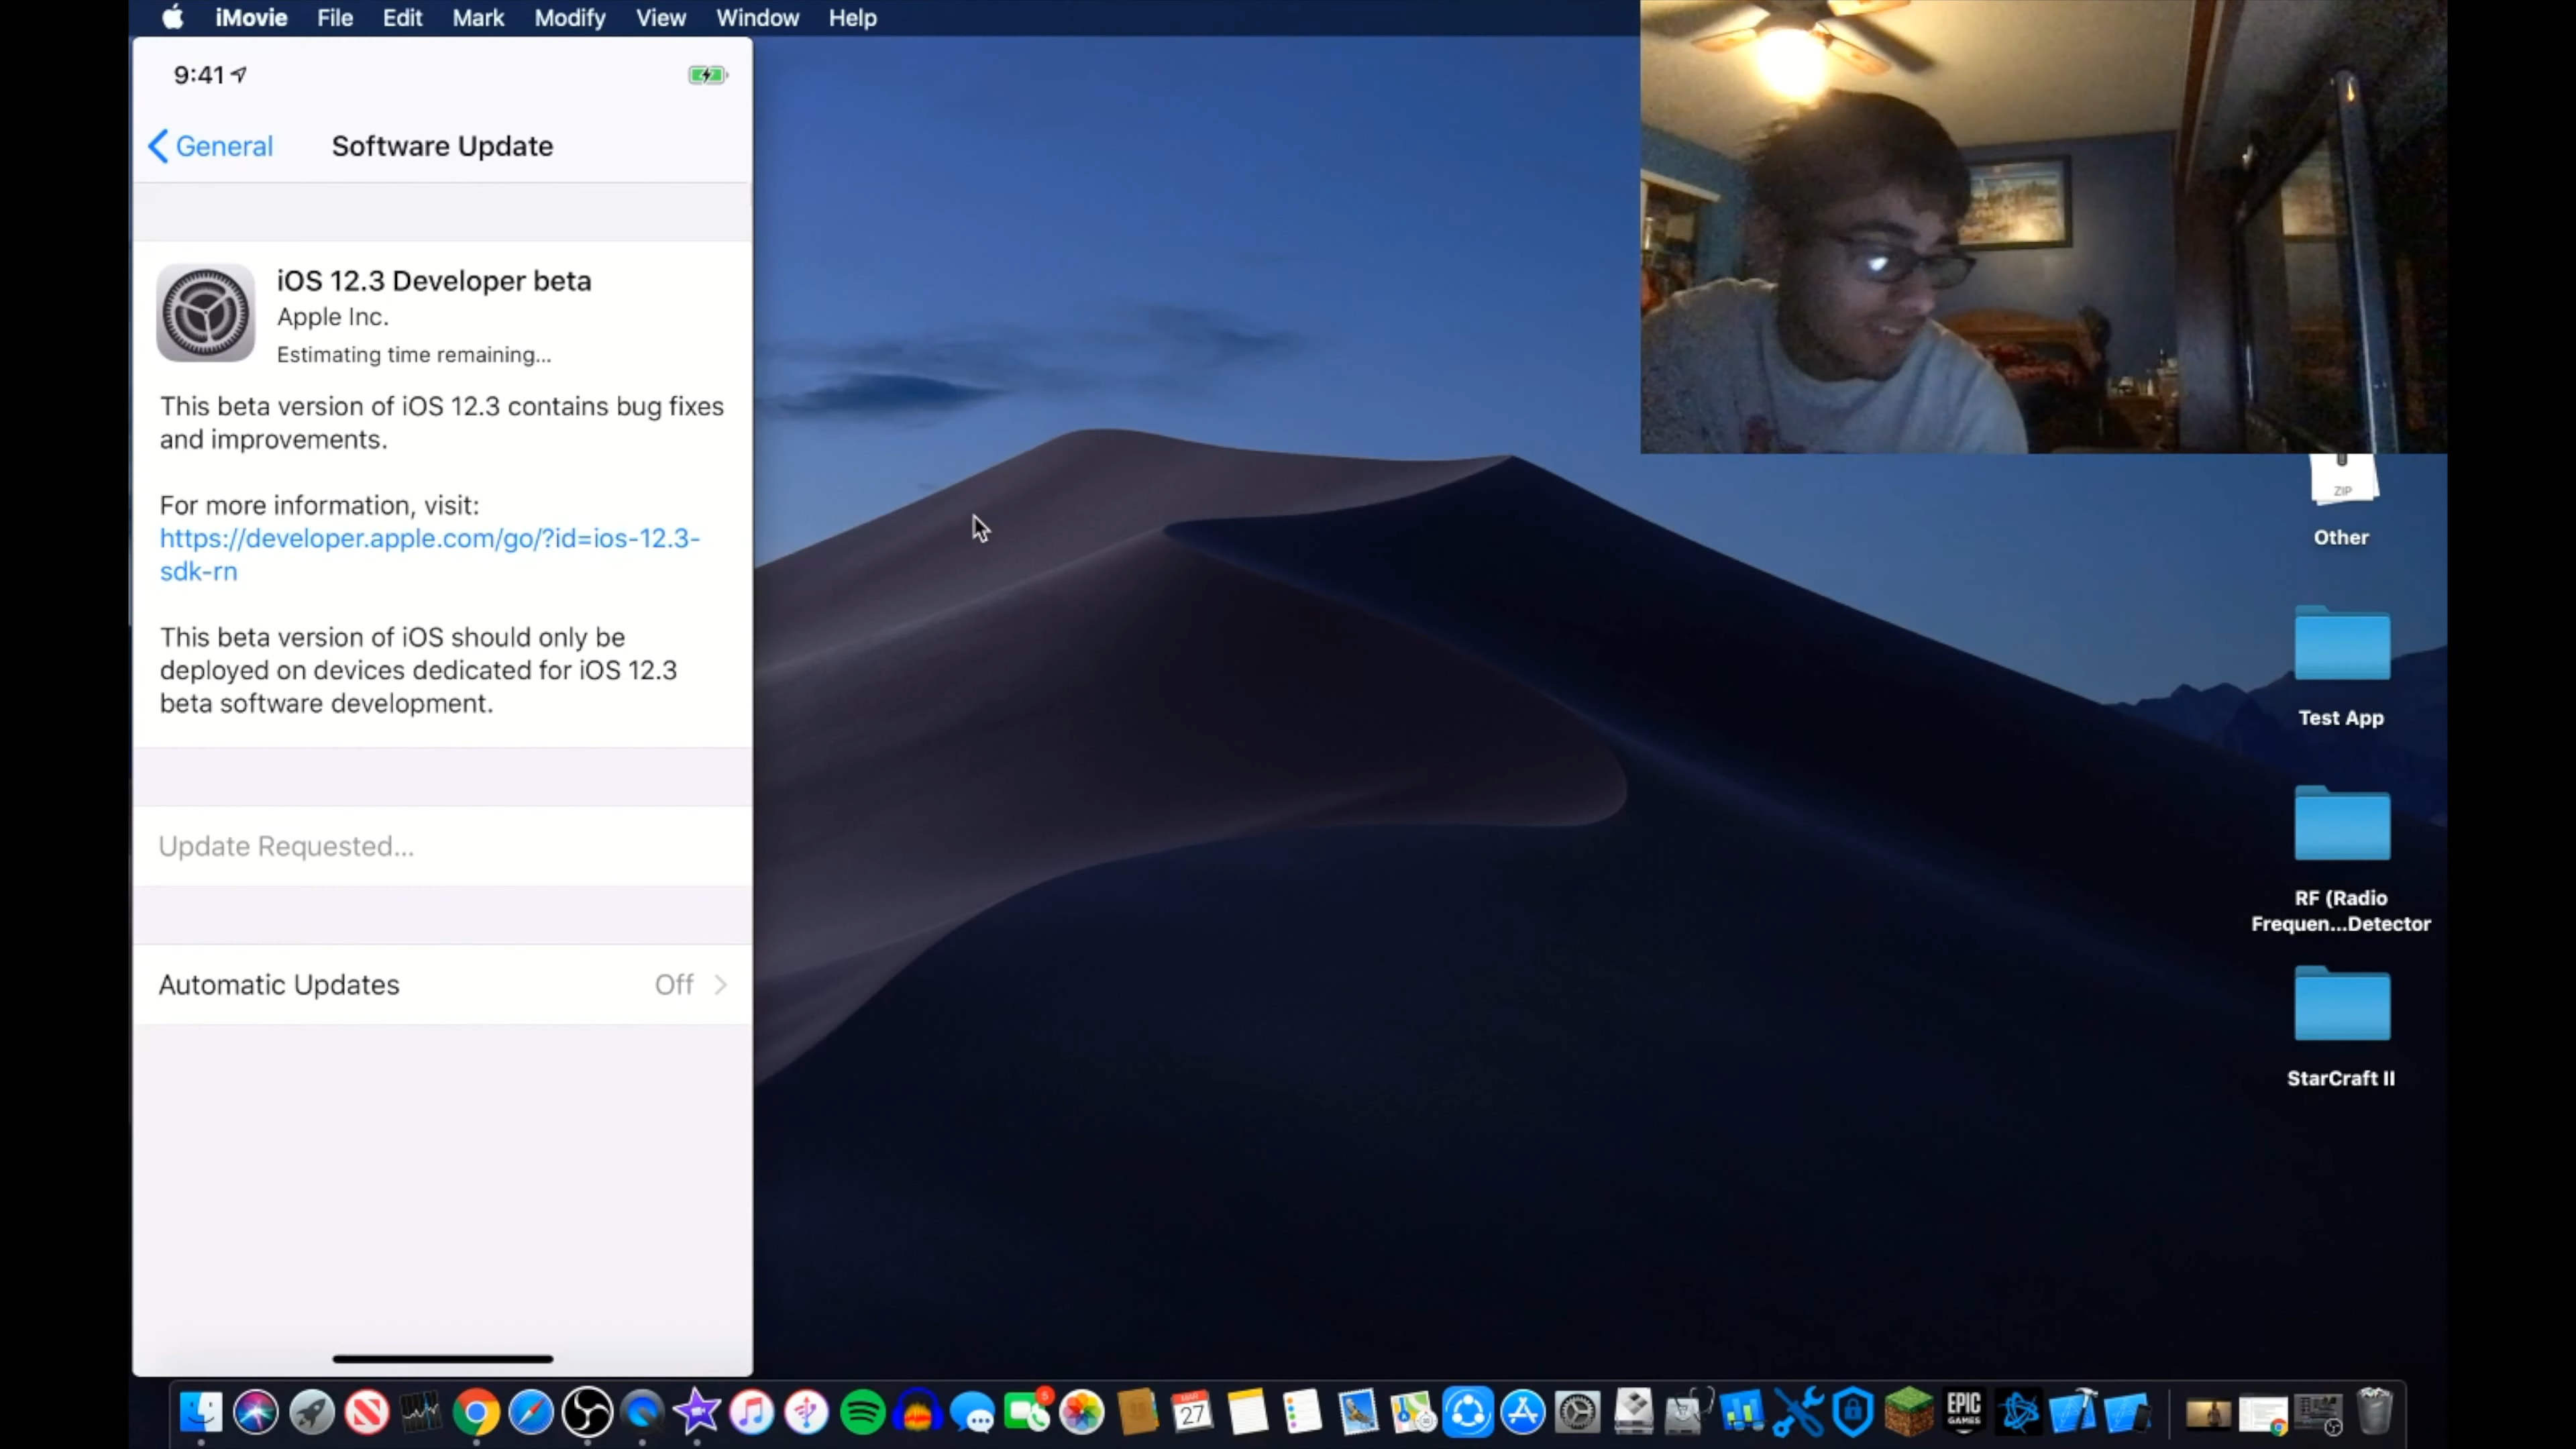 iMovie File Edit Mark Modify View Window Help
9:41
General
Software Update
iOS 12.3 Developer beta
Apple Inc.
Estimating time remaining...
This beta version of iOS 12.3 contains bug fixes
and improvements.
For more information, visit:
https://developer.apple.com/go/?id=ios-12.3-
sdk-rn
This beta version of iOS should only be
deployed on devices dedicated for iOS 12.3
beta software development.
Update Requested...
Automatic Updates Off
ZIP
Other
Test App
RF (Radio
Frequen...Detector
StarCraft II
5
MAR
27
EPIC
GAMES